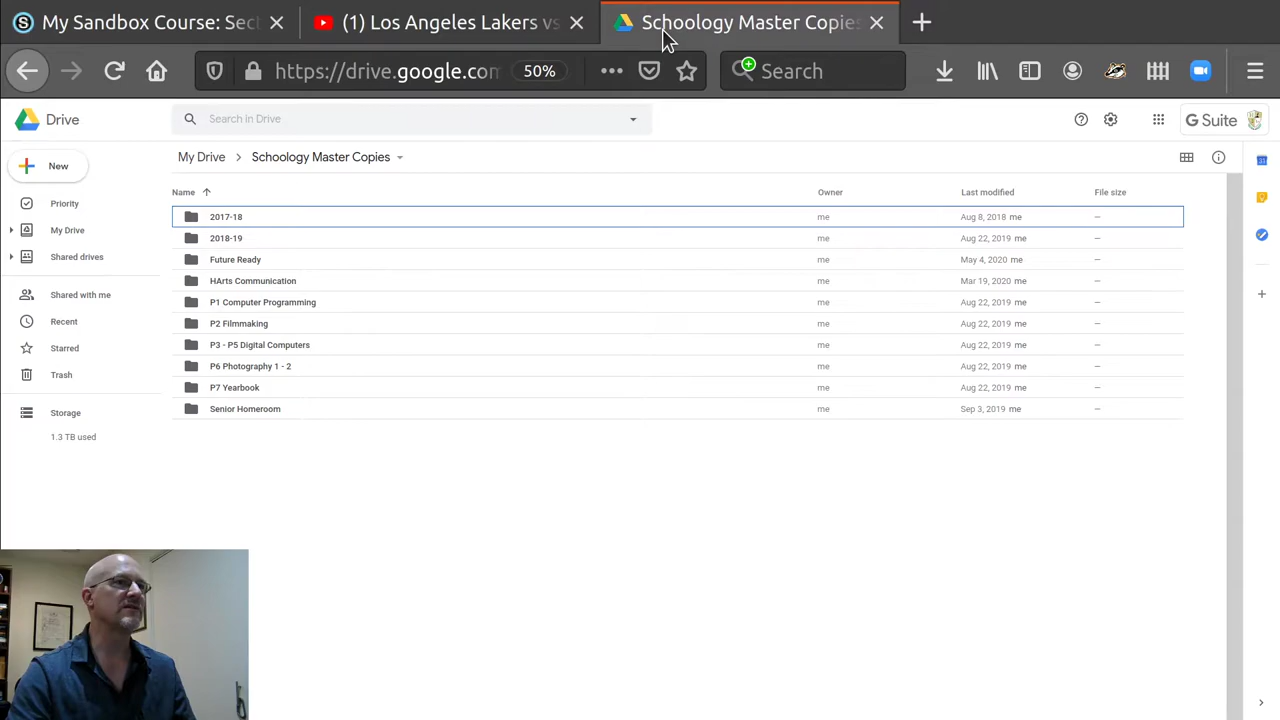 My Sandbox Course: Sect
(1) Los Angeles Lakers vs
Schoology Master Copies
https://drive.google.com
50%
Search
Drive
Search in Drive
G Suite
New
My Drive
Schoology Master Copies
Name
Owner
Last modified
File size
Priority
My Drive
Shared drives
Shared with me
Recent
Starred
Trash
Storage
1.3 TB used
2017-18 me Aug 8, 2018 me –
2018-19 me Aug 22, 2019 me –
Future Ready me May 4, 2020 me –
HArts Communication me Mar 19, 2020 me –
P1 Computer Programming me Aug 22, 2019 me –
P2 Filmmaking me Aug 22, 2019 me –
P3 - P5 Digital Computers me Aug 22, 2019 me –
P6 Photography 1 - 2 me Aug 22, 2019 me –
P7 Yearbook me Aug 22, 2019 me –
Senior Homeroom me Sep 3, 2019 me –